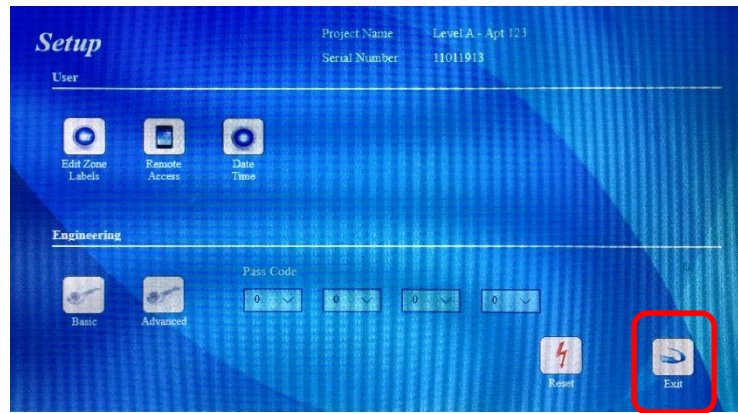 Setup
Project Name Level A - Apt 123
Serial Number 11011913
User
Edit Zone Labels
Remote Access
Date Time
Engineering
Pass Code
0 0 0 0
Basic
Advanced
Reset
Exit